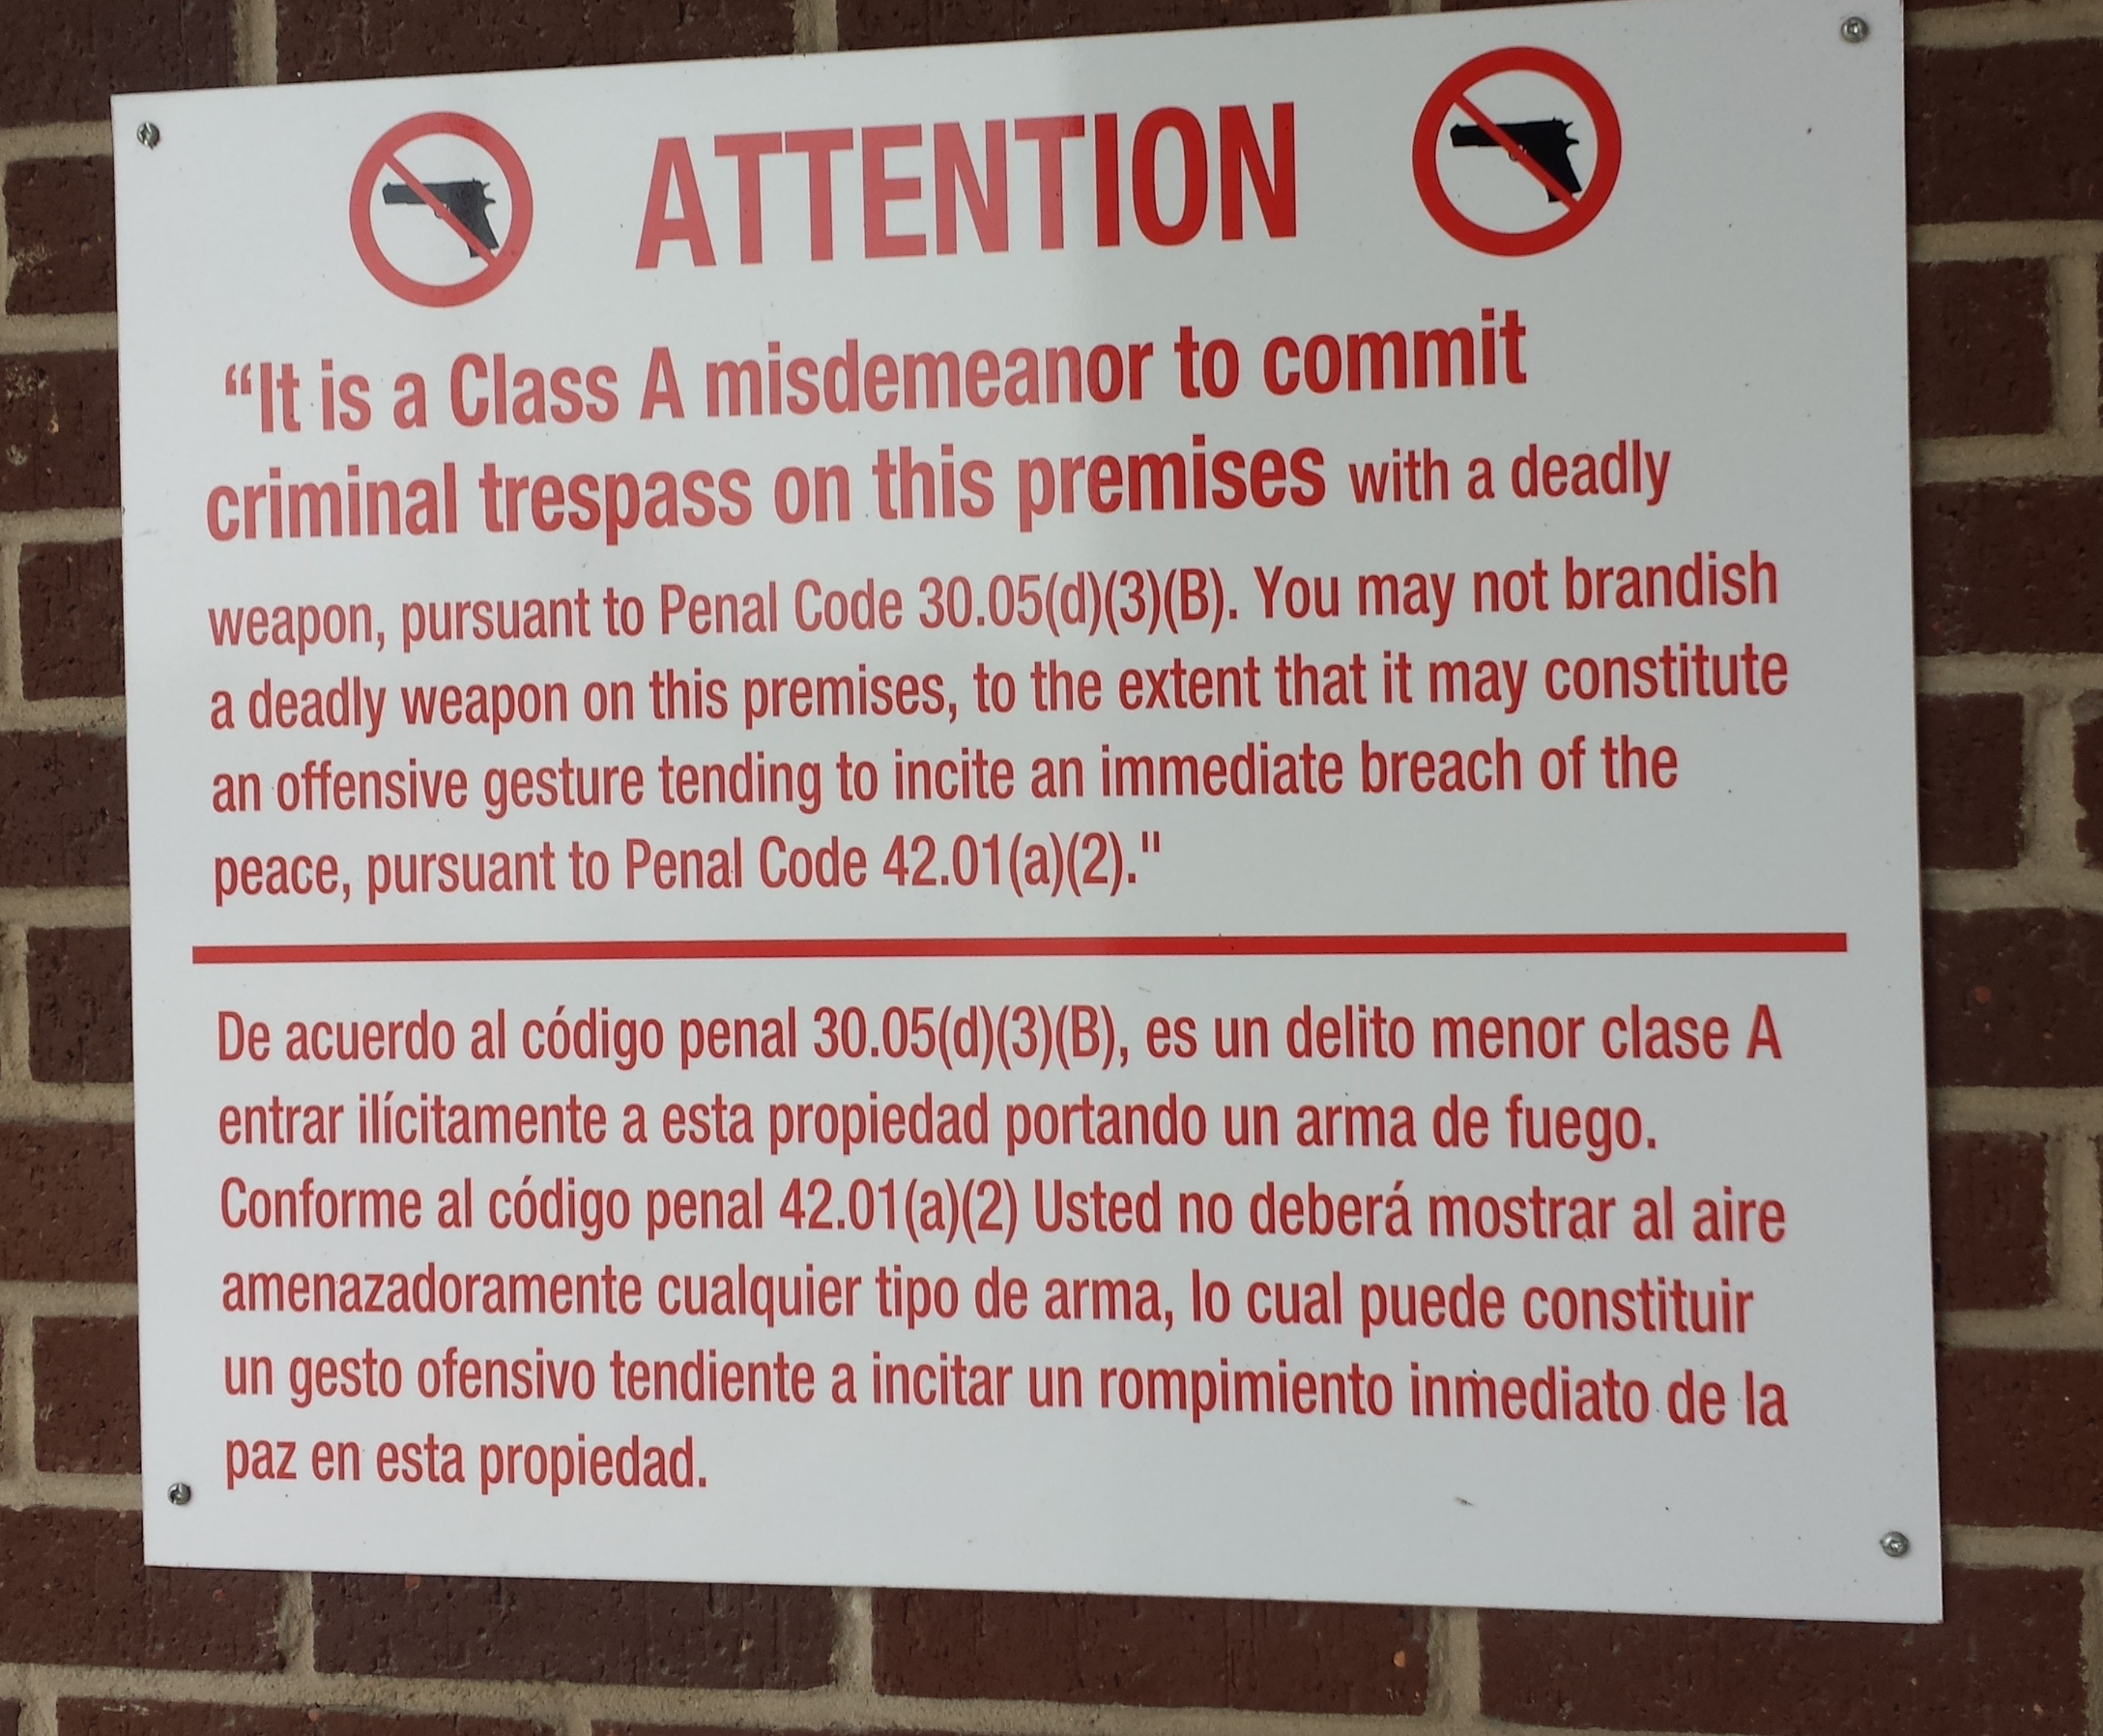 ATTENTION
“It is a Class A misdemeanor to commit
criminal trespass on this premises with a deadly
weapon, pursuant to Penal Code 30.05(d)(3)(B). You may not brandish
a deadly weapon on this premises, to the extent that it may constitute
an offensive gesture tending to incite an immediate breach of the
peace, pursuant to Penal Code 42.01(a)(2)."
De acuerdo al código penal 30.05(d)(3)(B), es un delito menor clase A
entrar ilícitamente a esta propiedad portando un arma de fuego.
Conforme al código penal 42.01(a)(2) Usted no deberá mostrar al aire
amenazadoramente cualquier tipo de arma, lo cual puede constituir
un gesto ofensivo tendiente a incitar un rompimiento inmediato de la
paz en esta propiedad.